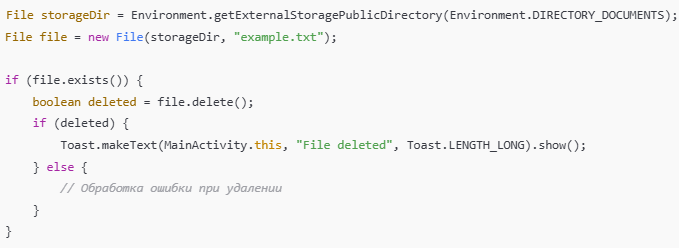 File storageDir = Environment.getExternalStoragePublicDirectory(Environment.DIRECTORY_DOCUMENTS);
File file = new File(storageDir, "example.txt");

if (file.exists()) {
    boolean deleted = file.delete();
    if (deleted) {
        Toast.makeText(MainActivity.this, "File deleted", Toast.LENGTH_LONG).show();
    } else {
        // Обработка ошибки при удалении
    }
}